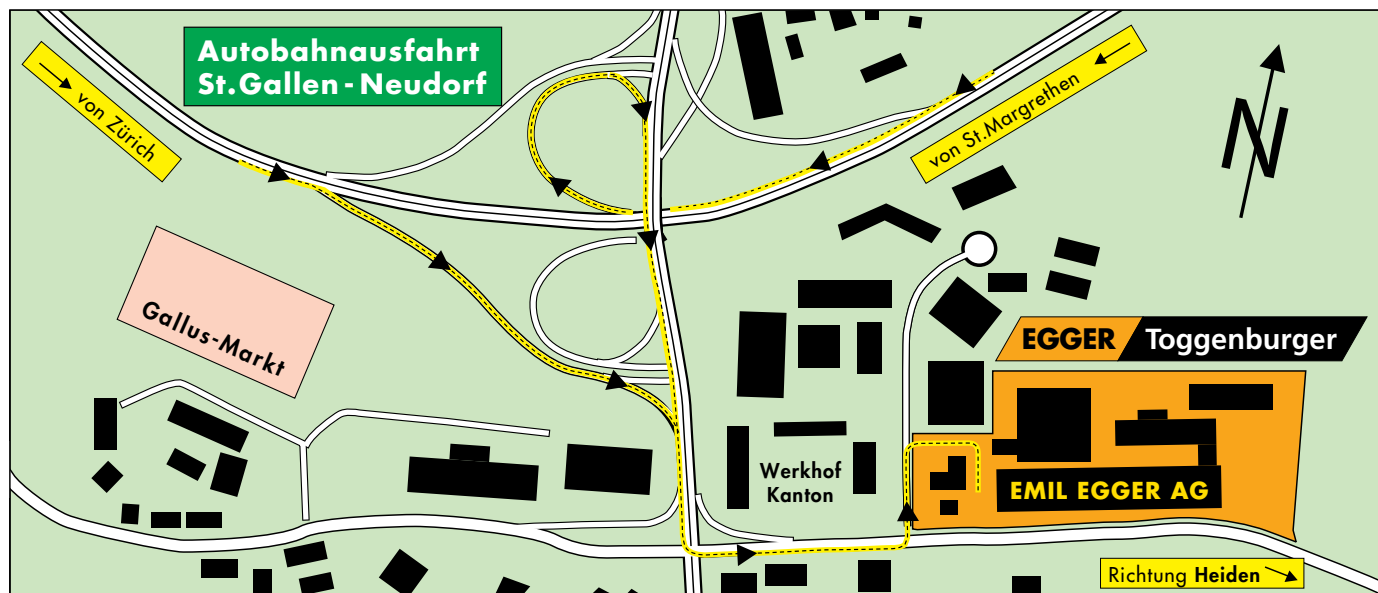 Autobahnausfahrt
St.Gallen - Neudorf
von Zürich
von St.Margrethen
N
Gallus-Markt
EGGER Toggenburger
Werkhof
Kanton
EMIL EGGER AG
Richtung Heiden